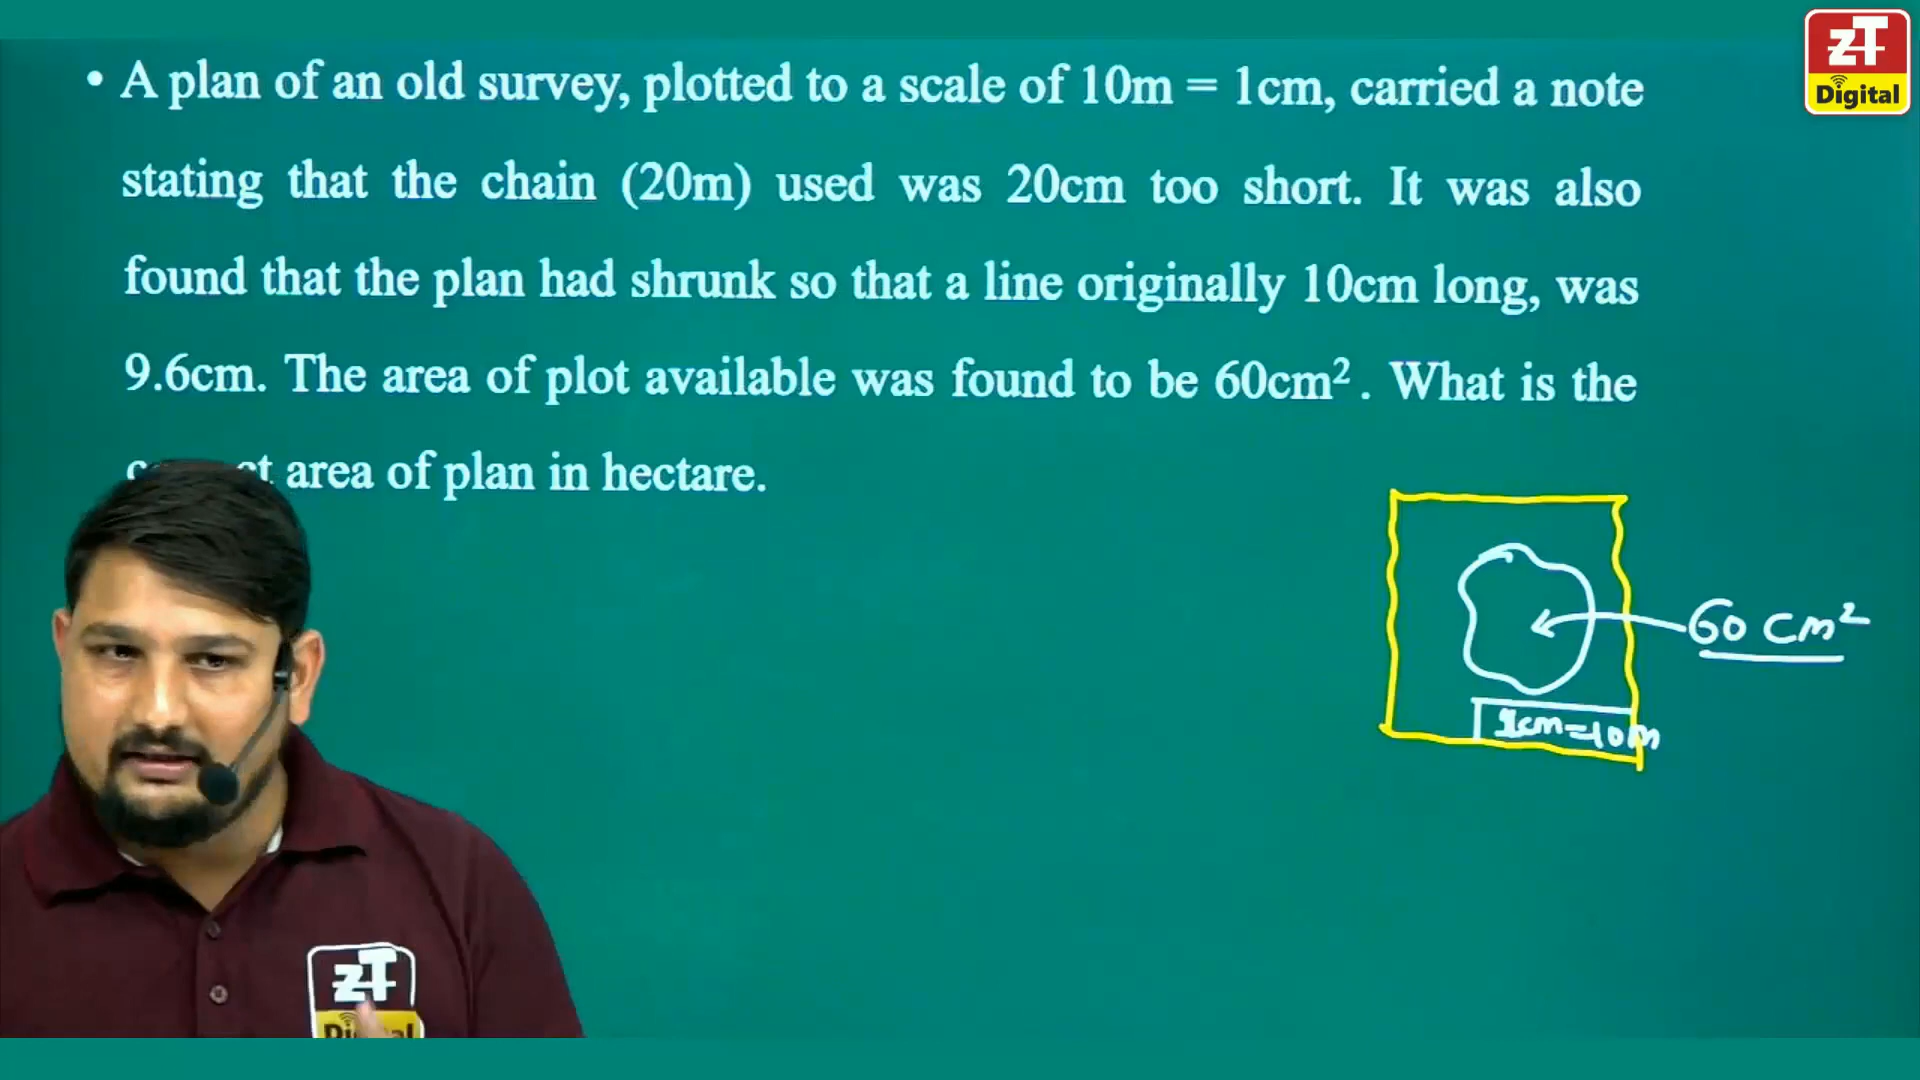 • A plan of an old survey, plotted to a scale of 10m = 1cm, carried a note
stating that the chain (20m) used was 20cm too short. It was also
found that the plan had shrunk so that a line originally 10cm long, was
9.6cm. The area of plot available was found to be 60cm². What is the
area of plan in hectare.
60 cm²
1cm=10m
ZT
Digital
ZT